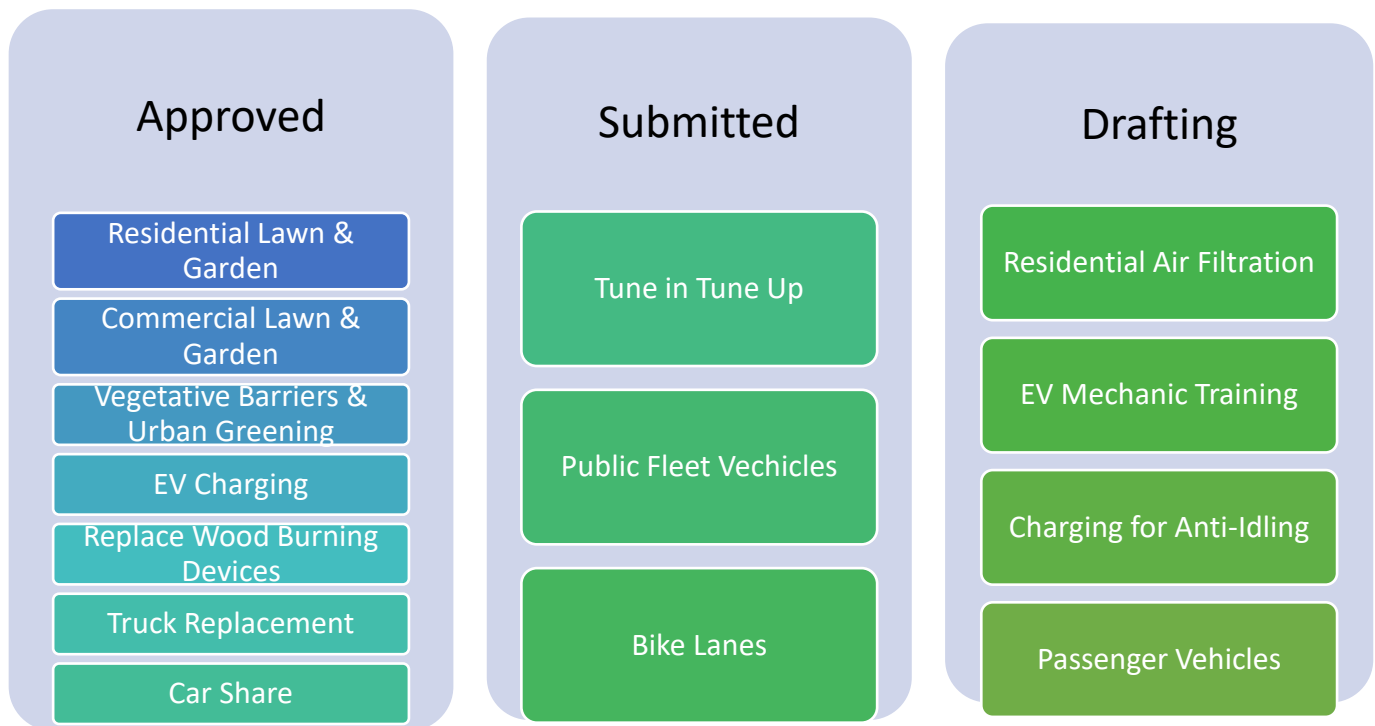 Approved
Residential Lawn &
Garden
Commercial Lawn &
Garden
Vegetative Barriers &
Urban Greening
EV Charging
Replace Wood Burning
Devices
Truck Replacement
Car Share
Submitted
Tune in Tune Up
Public Fleet Vechicles
Bike Lanes
Drafting
Residential Air Filtration
EV Mechanic Training
Charging for Anti-Idling
Passenger Vehicles